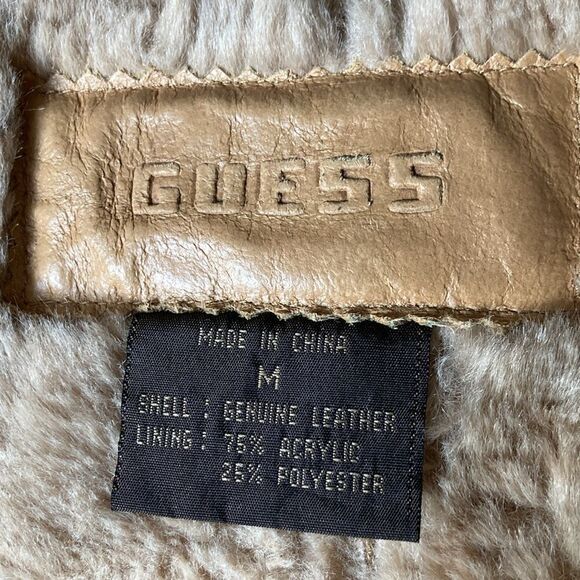 GUESS
MADE IN CHINA
M
SHELL : GENUINE LEATHER
LINING : 75% ACRYLIC
25% POLYESTER